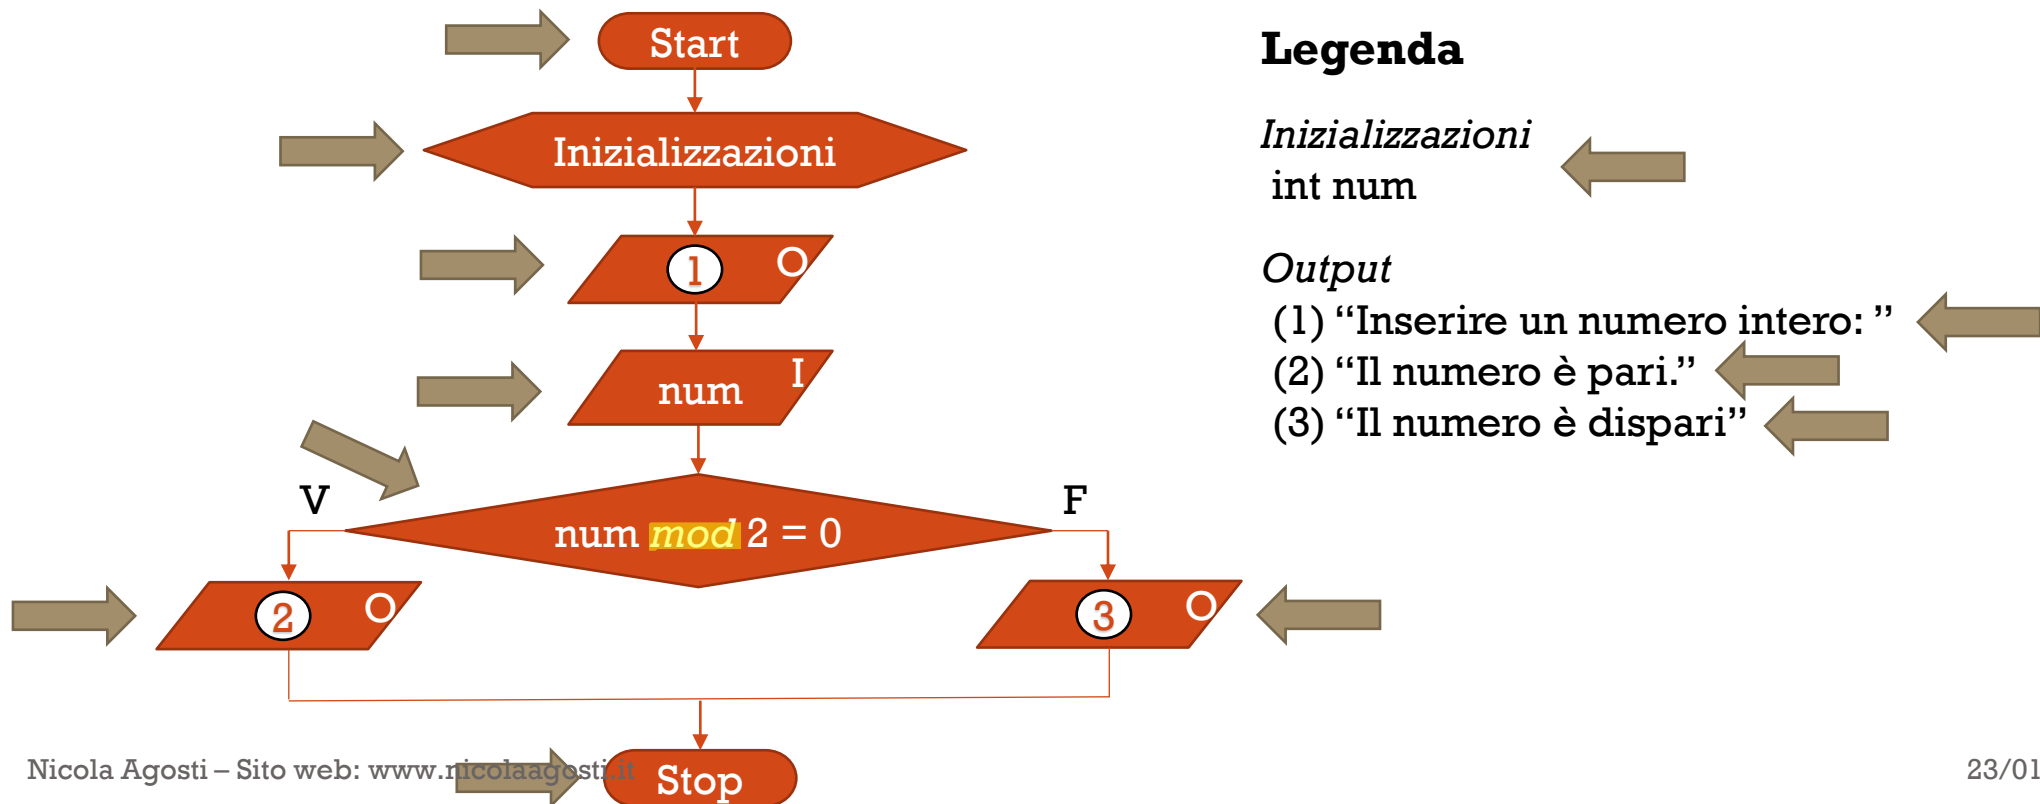 Start
Inizializzazioni
1 O
num I
V
F
num mod 2 = 0
2 O
3 O
Stop
Legenda
Inizializzazioni
int num
Output
(1) “Inserire un numero intero: ”
(2) “Il numero è pari.”
(3) “Il numero è dispari”
Nicola Agosti – Sito web: www.nicolaagosti.it
23/01